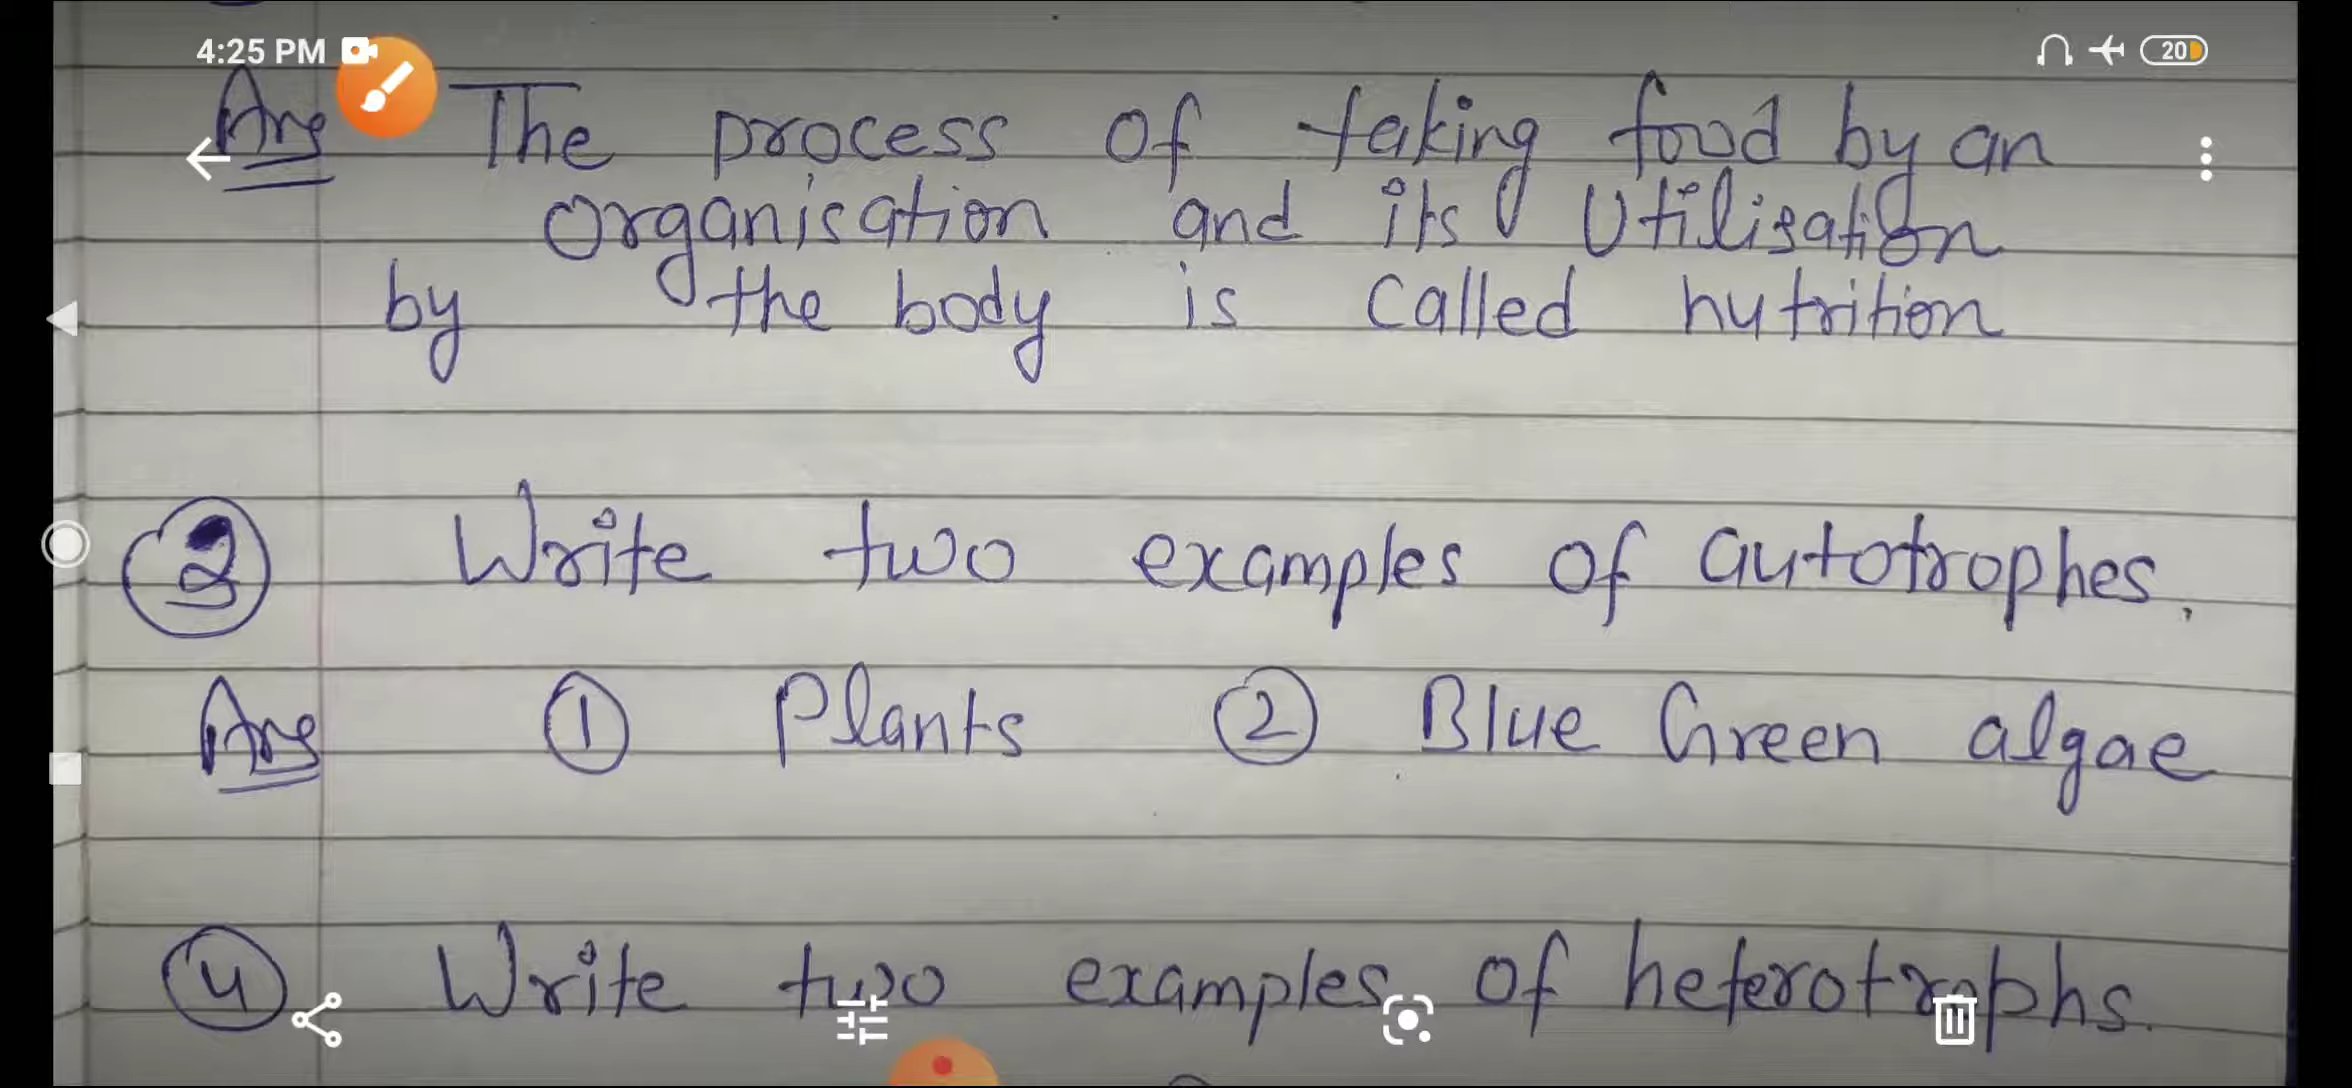 4:25 PM
20
Ans The process of taking food by an
organisation and its Utilisation
by the body is called nutrition
2 Write two examples of autotrophes.
Ans 1 Plants 2 Blue Green algae
4 Write two examples of heterotrophs.